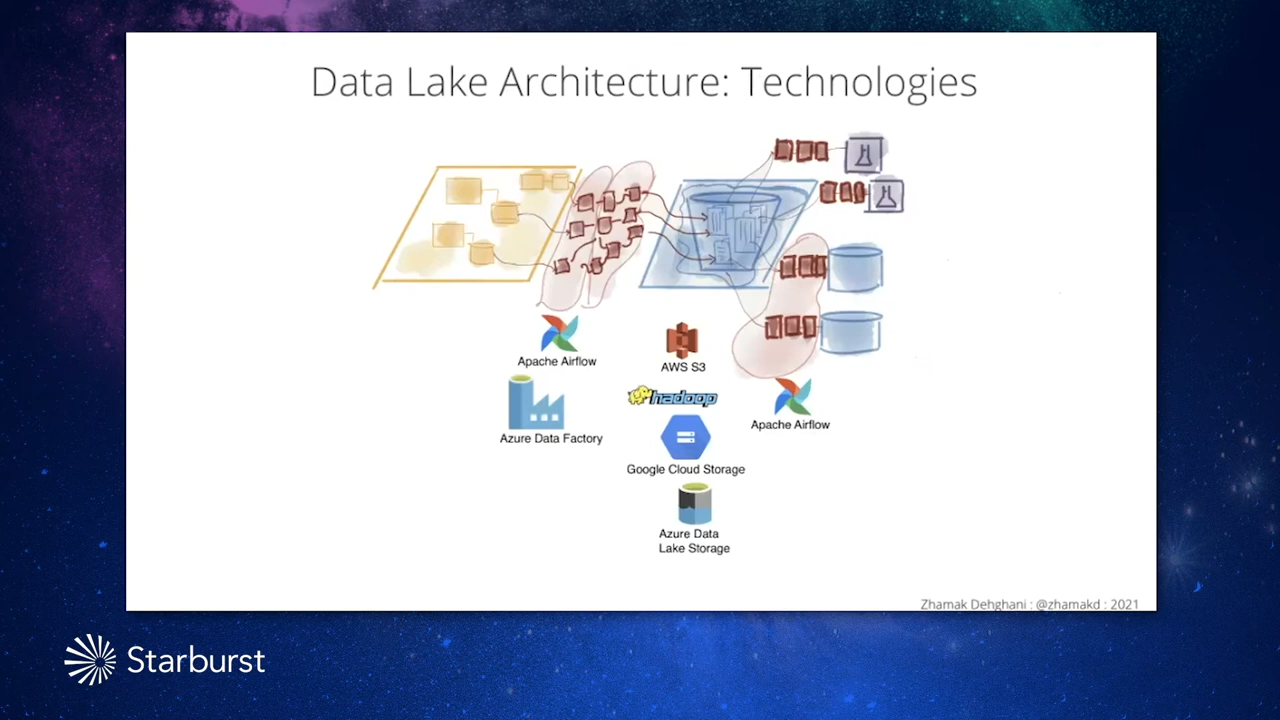 Data Lake Architecture: Technologies
Apache Airflow
AWS S3
hadoop
Azure Data Factory
Apache Airflow
Google Cloud Storage
Azure Data
Lake Storage
Zhamak Dehghani : @zhamakd : 2021
Starburst